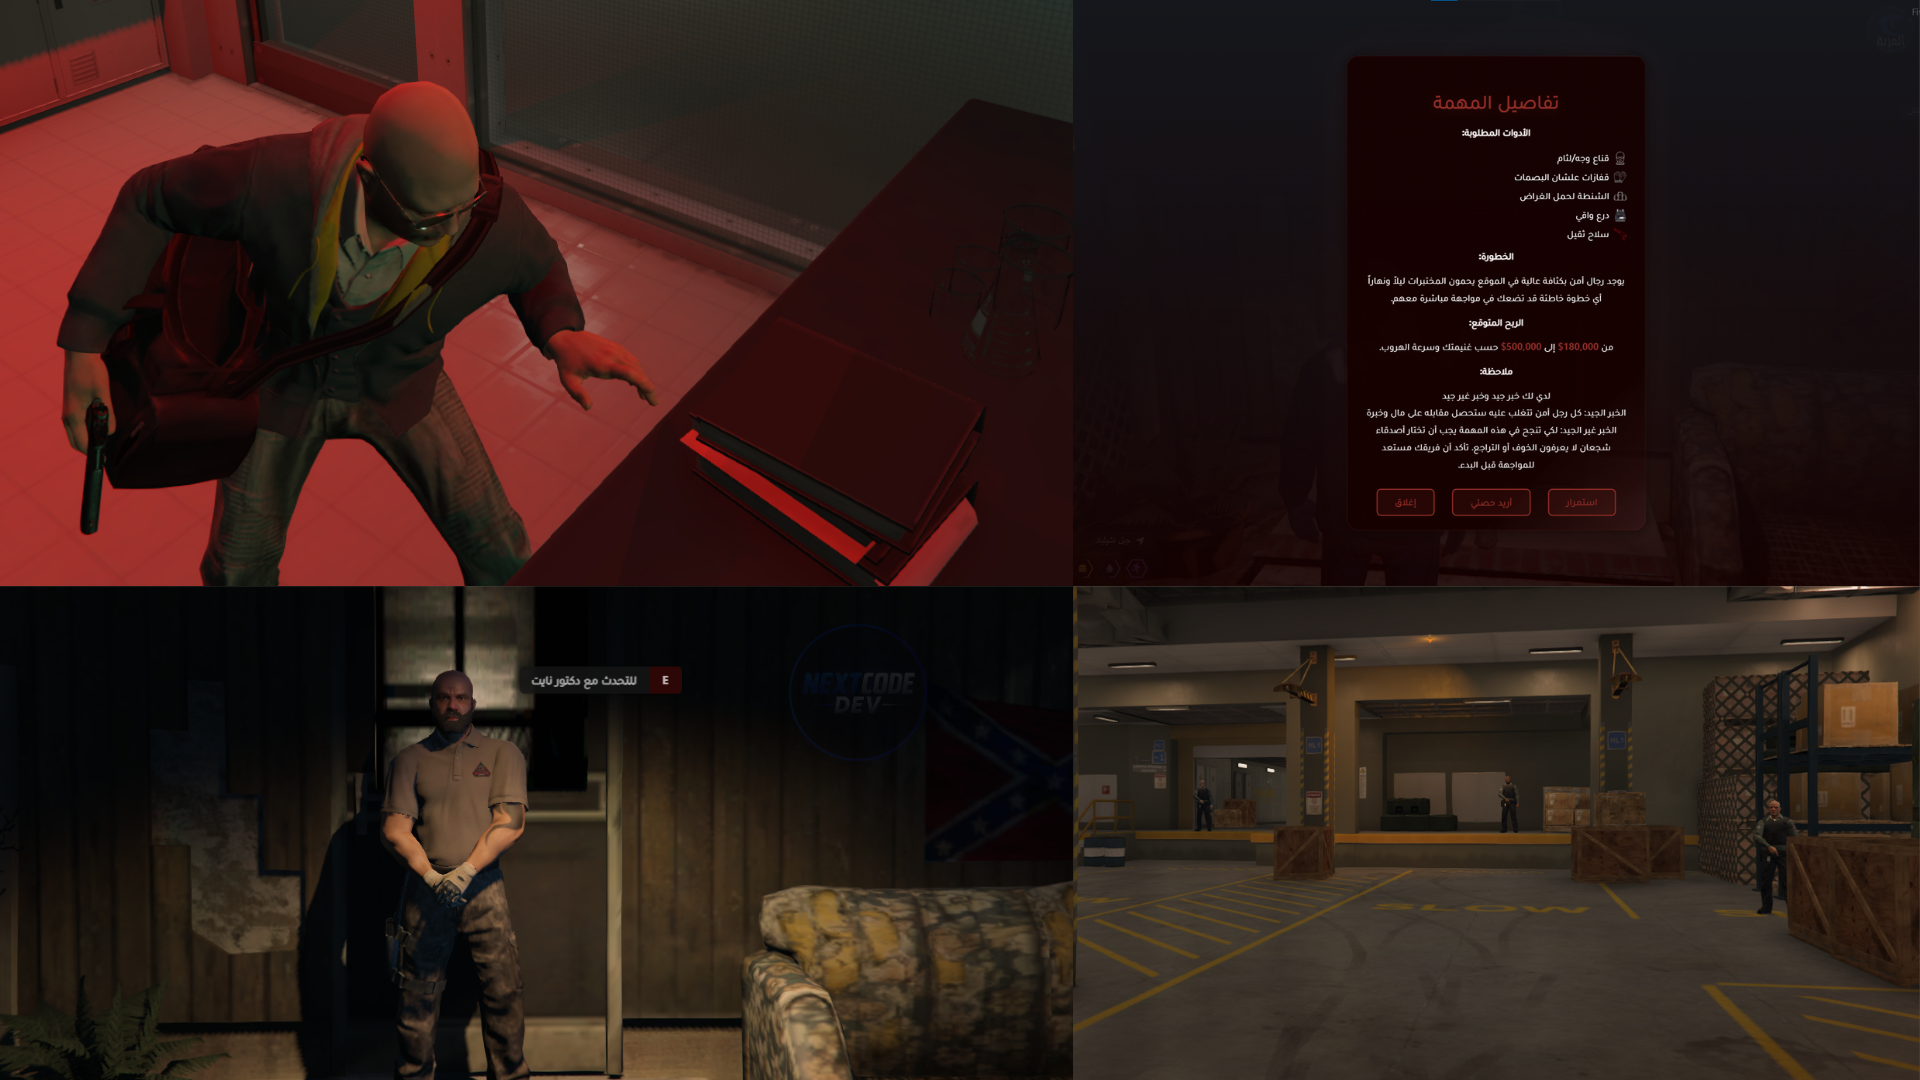 تفاصيل المهمة
الأدوات المطلوبة:
قناع وجه/لثام
قفازات علشان البصمات
الشنطة لحمل الغراض
درع واقي
سلاح ثقيل
الخطورة:
يوجد رجال أمن بكثافة عالية في الموقع يحمون المختبرات ليلاً ونهاراً
أي خطوة خاطئة قد تضعك في مواجهة مباشرة معهم.
الربح المتوقع:
من $180,000 إلى $500,000 حسب غنيمتك وسرعة الهروب.
ملاحظة:
لدي لك خبر جيد وخبر غير جيد
الخبر الجيد: كل رجل أمن تتغلب عليه ستحصل مقابله على مال وخبرة
الخبر غير الجيد: لكي تنجح في هذه المهمة يجب أن تختار أصدقاء
شجعان لا يعرفون الخوف أو التراجع. تأكد أن فريقك مستعد
للمواجهة قبل البدء.
استمرار
أريد حصتي
إغلاق
للتحدث مع دكتور نايت E
NEXTCODE
DEV
SLOW